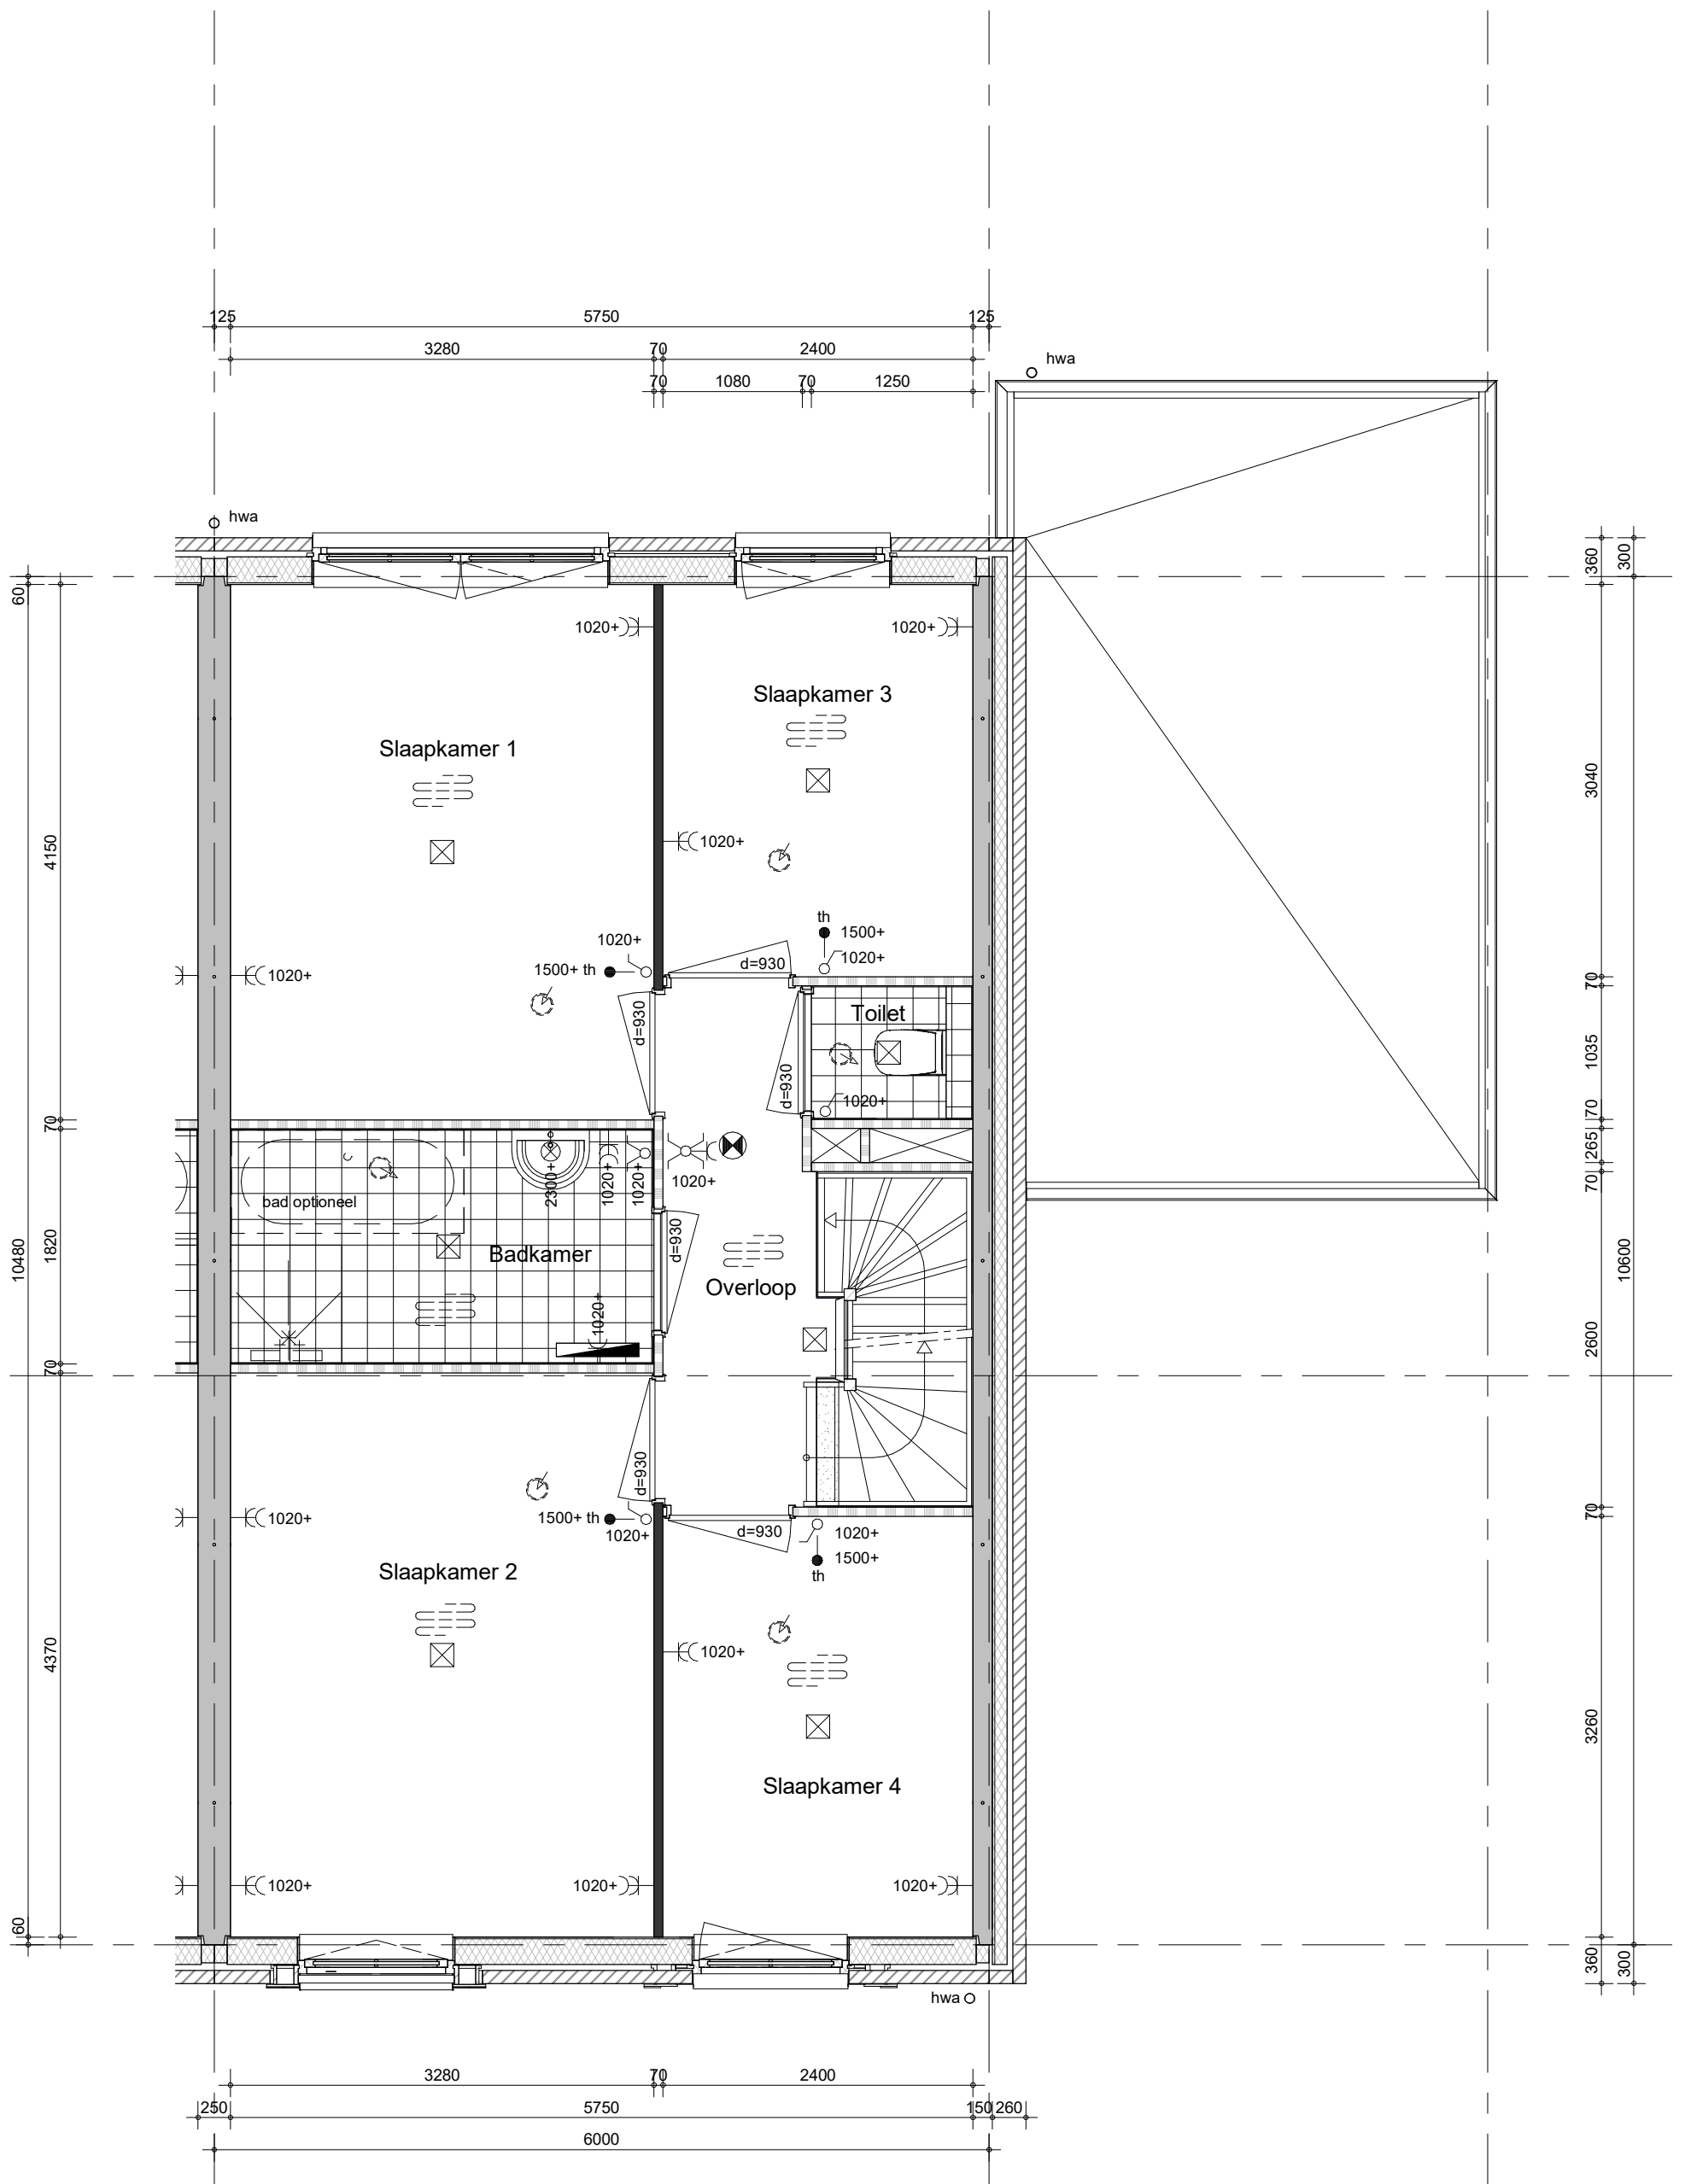 125 5750 125
3280 70 2400
70 1080 70 1250
hwa
hwa
360 300
60
1020+ 1020+
Slaapkamer 3
Slaapkamer 1
3040
4150
1020+
th
1500+
1020+
1020+
1500+ th
d=930
1020+ 1020+
d=930
Toilet
d=930
1020+
70
1035
170
265
70
70
1020+
2300+
1020+
1020+
bad optioneel
d=930
Badkamer
Overloop
1020+
10480
1820
10600
2600
70
d=930
1020+
1500+ th
1020+
d=930
1020+
1500+
th
70
Slaapkamer 2
1020+
4370
3260
Slaapkamer 4
1020+ 1020+ 1020+
60
360 300
hwa
3280 70 2400
250 5750 150 260
6000